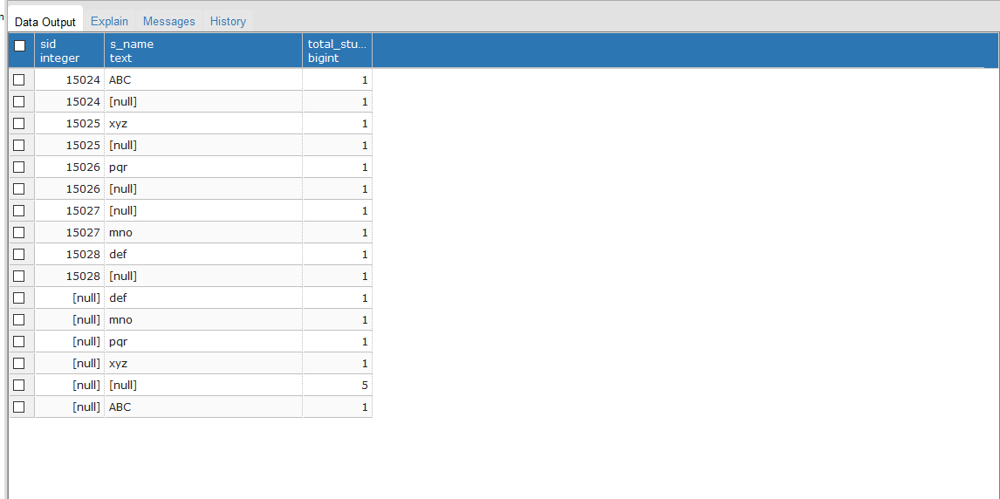 n
Data Output Explain Messages History
sid s_name total_stu...
integer text bigint
15024 ABC 1
15024 [null] 1
15025 xyz 1
15025 [null] 1
15026 pqr 1
15026 [null] 1
15027 [null] 1
15027 mno 1
15028 def 1
15028 [null] 1
[null] def 1
[null] mno 1
[null] pqr 1
[null] xyz 1
[null] [null] 5
[null] ABC 1